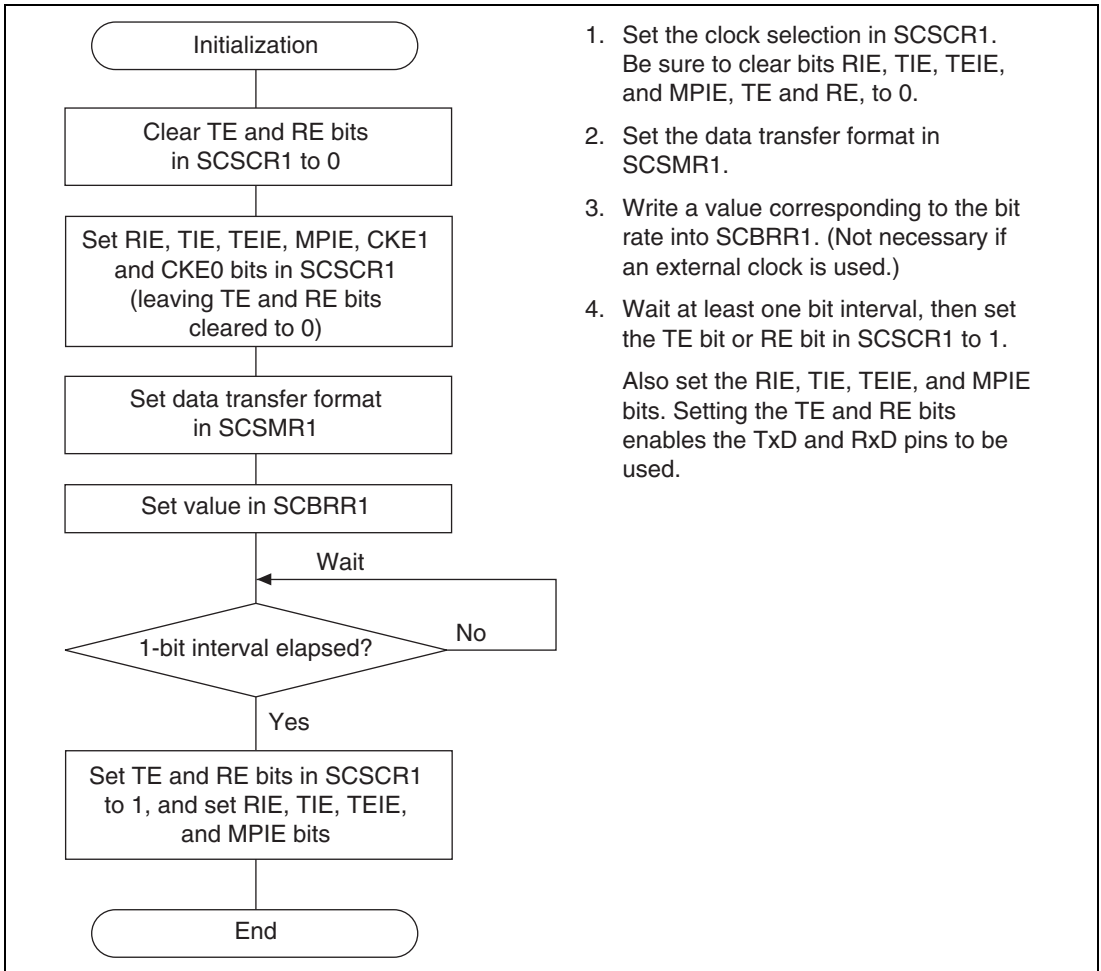 Initialization
Clear TE and RE bits
in SCSCR1 to 0
Set RIE, TIE, TEIE, MPIE, CKE1
and CKE0 bits in SCSCR1
(leaving TE and RE bits
cleared to 0)
Set data transfer format
in SCSMR1
Set value in SCBRR1
Wait
1-bit interval elapsed?
No
Yes
Set TE and RE bits in SCSCR1
to 1, and set RIE, TIE, TEIE,
and MPIE bits
End
1. Set the clock selection in SCSCR1.
Be sure to clear bits RIE, TIE, TEIE,
and MPIE, TE and RE, to 0.
2. Set the data transfer format in
SCSMR1.
3. Write a value corresponding to the bit
rate into SCBRR1. (Not necessary if
an external clock is used.)
4. Wait at least one bit interval, then set
the TE bit or RE bit in SCSCR1 to 1.
Also set the RIE, TIE, TEIE, and MPIE
bits. Setting the TE and RE bits
enables the TxD and RxD pins to be
used.